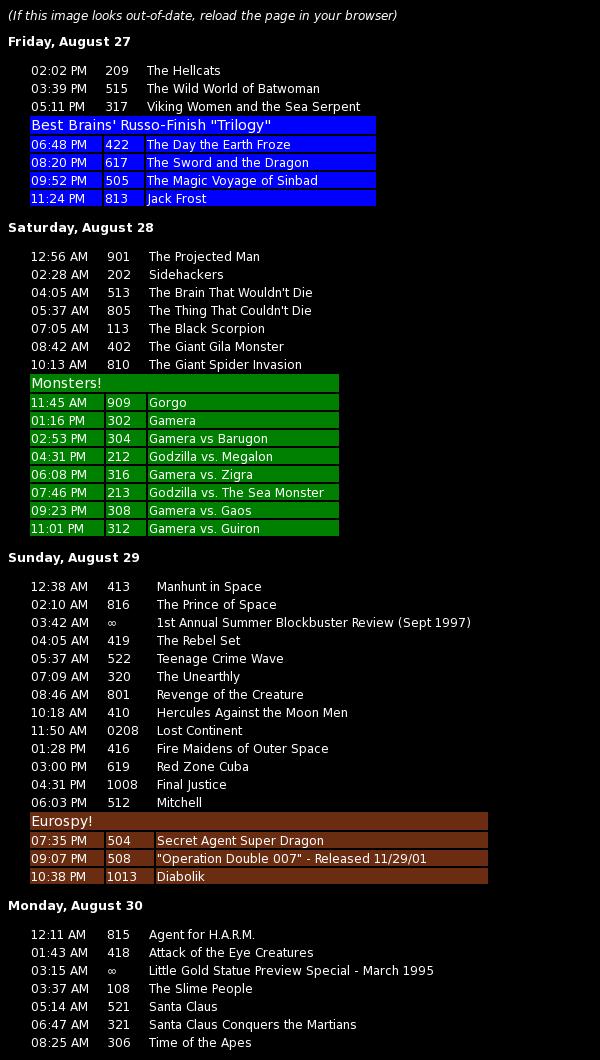 (If this image looks out-of-date, reload the page in your browser)
Friday, August 27
02:02 PM 209 The Hellcats
03:39 PM 515 The Wild World of Batwoman
05:11 PM 317 Viking Women and the Sea Serpent
Best Brains' Russo-Finish "Trilogy"
06:48 PM 422 The Day the Earth Froze
08:20 PM 617 The Sword and the Dragon
09:52 PM 505 The Magic Voyage of Sinbad
11:24 PM 813 Jack Frost
Saturday, August 28
12:56 AM 901 The Projected Man
02:28 AM 202 Sidehackers
04:05 AM 513 The Brain That Wouldn't Die
05:37 AM 805 The Thing That Couldn't Die
07:05 AM 113 The Black Scorpion
08:42 AM 402 The Giant Gila Monster
10:13 AM 810 The Giant Spider Invasion
Monsters!
11:45 AM 909 Gorgo
01:16 PM 302 Gamera
02:53 PM 304 Gamera vs Barugon
04:31 PM 212 Godzilla vs. Megalon
06:08 PM 316 Gamera vs. Zigra
07:46 PM 213 Godzilla vs. The Sea Monster
09:23 PM 308 Gamera vs. Gaos
11:01 PM 312 Gamera vs. Guiron
Sunday, August 29
12:38 AM 413 Manhunt in Space
02:10 AM 816 The Prince of Space
03:42 AM ∞ 1st Annual Summer Blockbuster Review (Sept 1997)
04:05 AM 419 The Rebel Set
05:37 AM 522 Teenage Crime Wave
07:09 AM 320 The Unearthly
08:46 AM 801 Revenge of the Creature
10:18 AM 410 Hercules Against the Moon Men
11:50 AM 0208 Lost Continent
01:28 PM 416 Fire Maidens of Outer Space
03:00 PM 619 Red Zone Cuba
04:31 PM 1008 Final Justice
06:03 PM 512 Mitchell
Eurospy!
07:35 PM 504 Secret Agent Super Dragon
09:07 PM 508 "Operation Double 007" - Released 11/29/01
10:38 PM 1013 Diabolik
Monday, August 30
12:11 AM 815 Agent for H.A.R.M.
01:43 AM 418 Attack of the Eye Creatures
03:15 AM ∞ Little Gold Statue Preview Special - March 1995
03:37 AM 108 The Slime People
05:14 AM 521 Santa Claus
06:47 AM 321 Santa Claus Conquers the Martians
08:25 AM 306 Time of the Apes